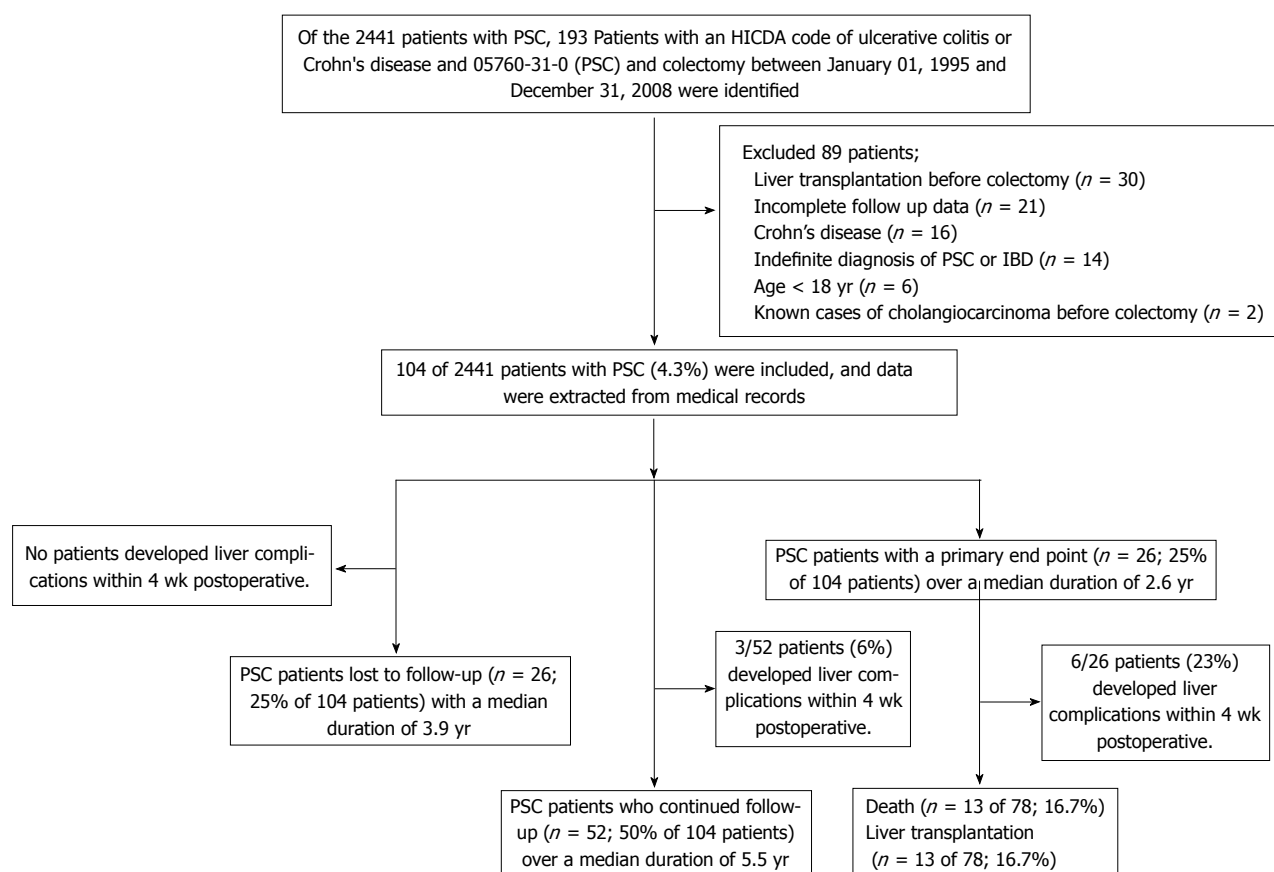 Of the 2441 patients with PSC, 193 Patients with an HICDA code of ulcerative colitis or
Crohn's disease and 05760-31-0 (PSC) and colectomy between January 01, 1995 and
December 31, 2008 were identified
Excluded 89 patients;
Liver transplantation before colectomy (n = 30)
Incomplete follow up data (n = 21)
Crohn’s disease (n = 16)
Indefinite diagnosis of PSC or IBD (n = 14)
Age < 18 yr (n = 6)
Known cases of cholangiocarcinoma before colectomy (n = 2)
104 of 2441 patients with PSC (4.3%) were included, and data
were extracted from medical records
No patients developed liver compli-
cations within 4 wk postoperative.
PSC patients with a primary end point (n = 26; 25%
of 104 patients) over a median duration of 2.6 yr
PSC patients lost to follow-up (n = 26;
25% of 104 patients) with a median
duration of 3.9 yr
3/52 patients (6%)
developed liver com-
plications within 4 wk
postoperative.
6/26 patients (23%)
developed liver
complications within 4 wk
postoperative.
PSC patients who continued follow-
up (n = 52; 50% of 104 patients)
over a median duration of 5.5 yr
Death (n = 13 of 78; 16.7%)
Liver transplantation
(n = 13 of 78; 16.7%)